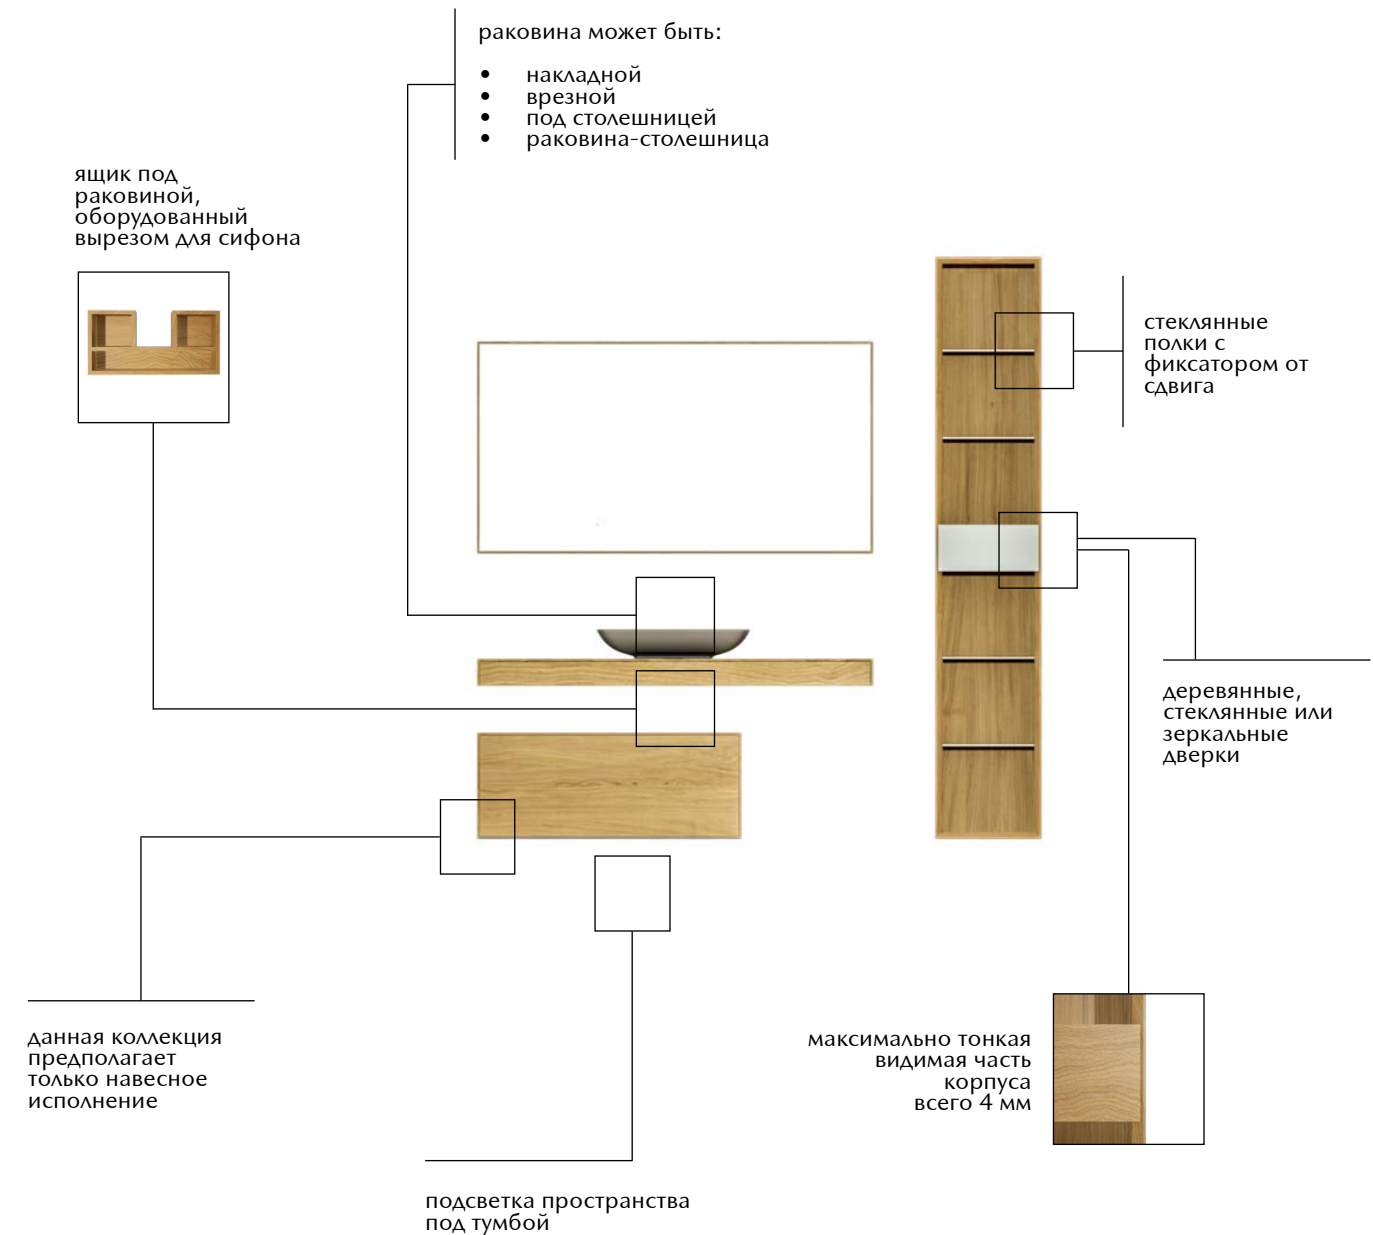 раковина может быть:
• накладной
• врезной
• под столешницей
• раковина-столешница
ящик под
раковиной,
оборудованный
вырезом для сифона
стеклянные
полки с
фиксатором от
сдвига
деревянные,
стеклянные или
зеркальные
дверки
данная коллекция
предполагает
только навесное
исполнение
максимально тонкая
видимая часть
корпуса
всего 4 мм
подсветка пространства
под тумбой